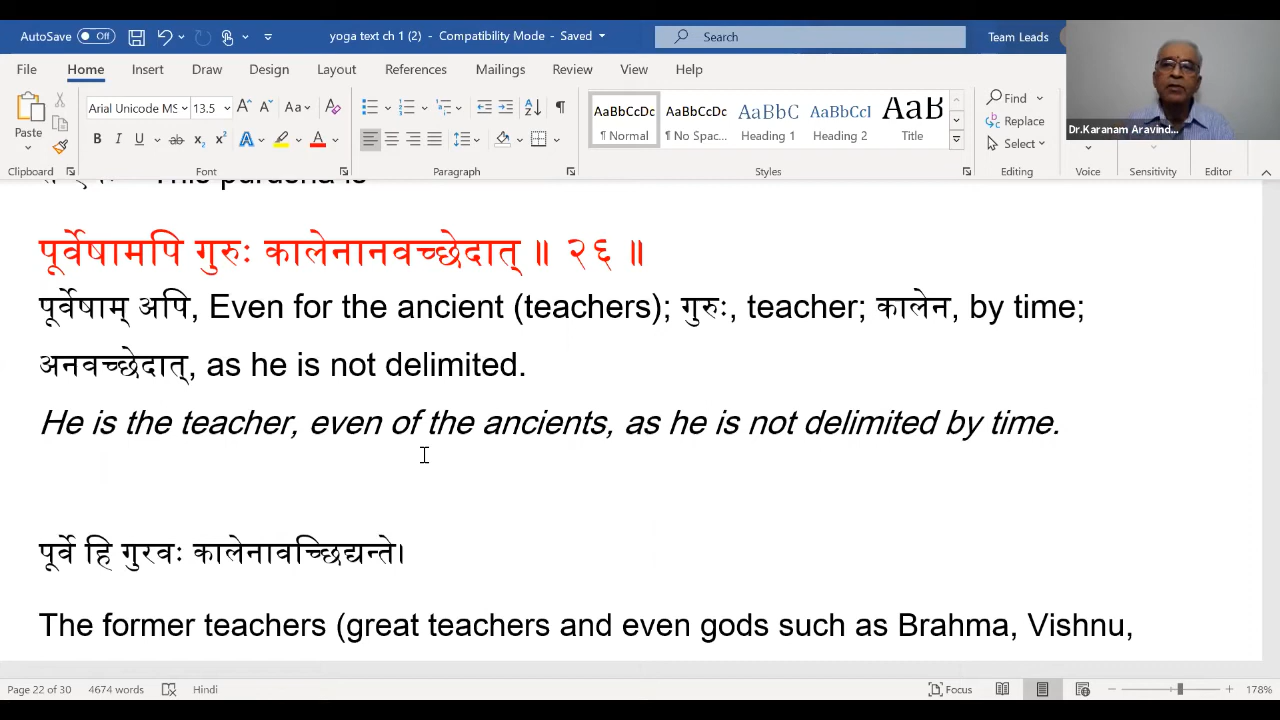 AutoSave Off yoga text ch 1 (2) - Compatibility Mode - Saved Search Team Leads
File Home Insert Draw Design Layout References Mailings Review View Help
Dr.Karanam Aravind...
Paste Arial Unicode MS 13.5 Aa
B I U ab x2 x2 A A
AaBbCcDc AaBbCcDc AaBbC AaBbCcI AaB
¶ Normal ¶ No Spac... Heading 1 Heading 2 Title
Find
Replace
Select
Clipboard Font Paragraph Styles Editing Voice Sensitivity Editor
पूर्वेषामपि गुरुः कालेनानवच्छेदात् ॥ २६ ॥
पूर्वेषाम् अपि, Even for the ancient (teachers); गुरुः, teacher; कालेन, by time;
अनवच्छेदात्, as he is not delimited.
He is the teacher, even of the ancients, as he is not delimited by time.
पूर्वे हि गुरवः कालेनावच्छिद्यन्ते।
The former teachers (great teachers and even gods such as Brahma, Vishnu,
Page 22 of 30 4674 words Hindi Focus 178%